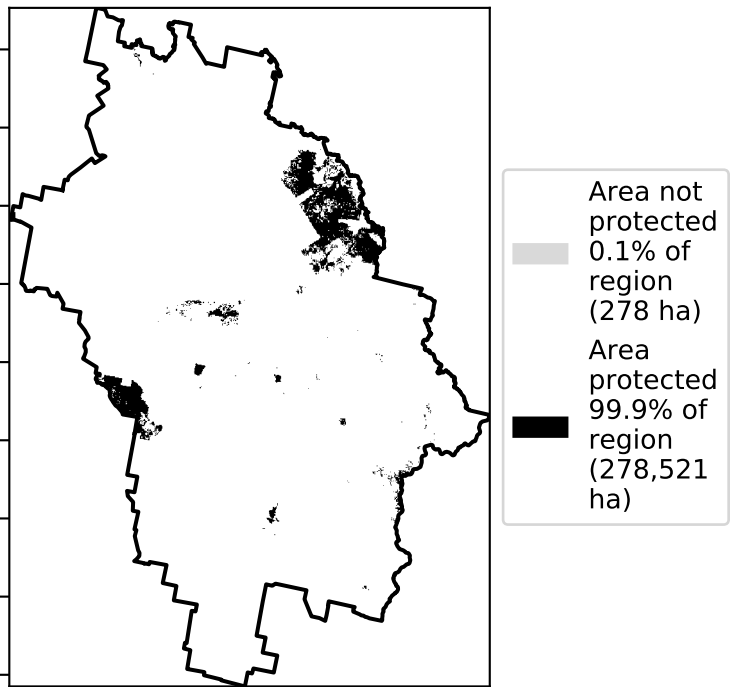 Area not
protected
0.1% of
region
(278 ha)
Area
protected
99.9% of
region
(278,521
ha)